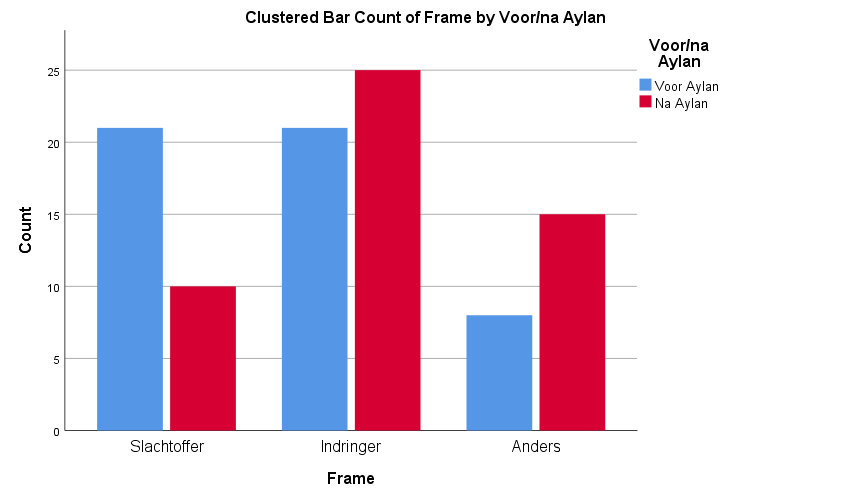 Clustered Bar Count of Frame by Voor/na Aylan
Voor/na
Aylan
Voor Aylan
Na Aylan
Count
25
20
15
10
5
0
Slachtoffer
Indringer
Anders
Frame